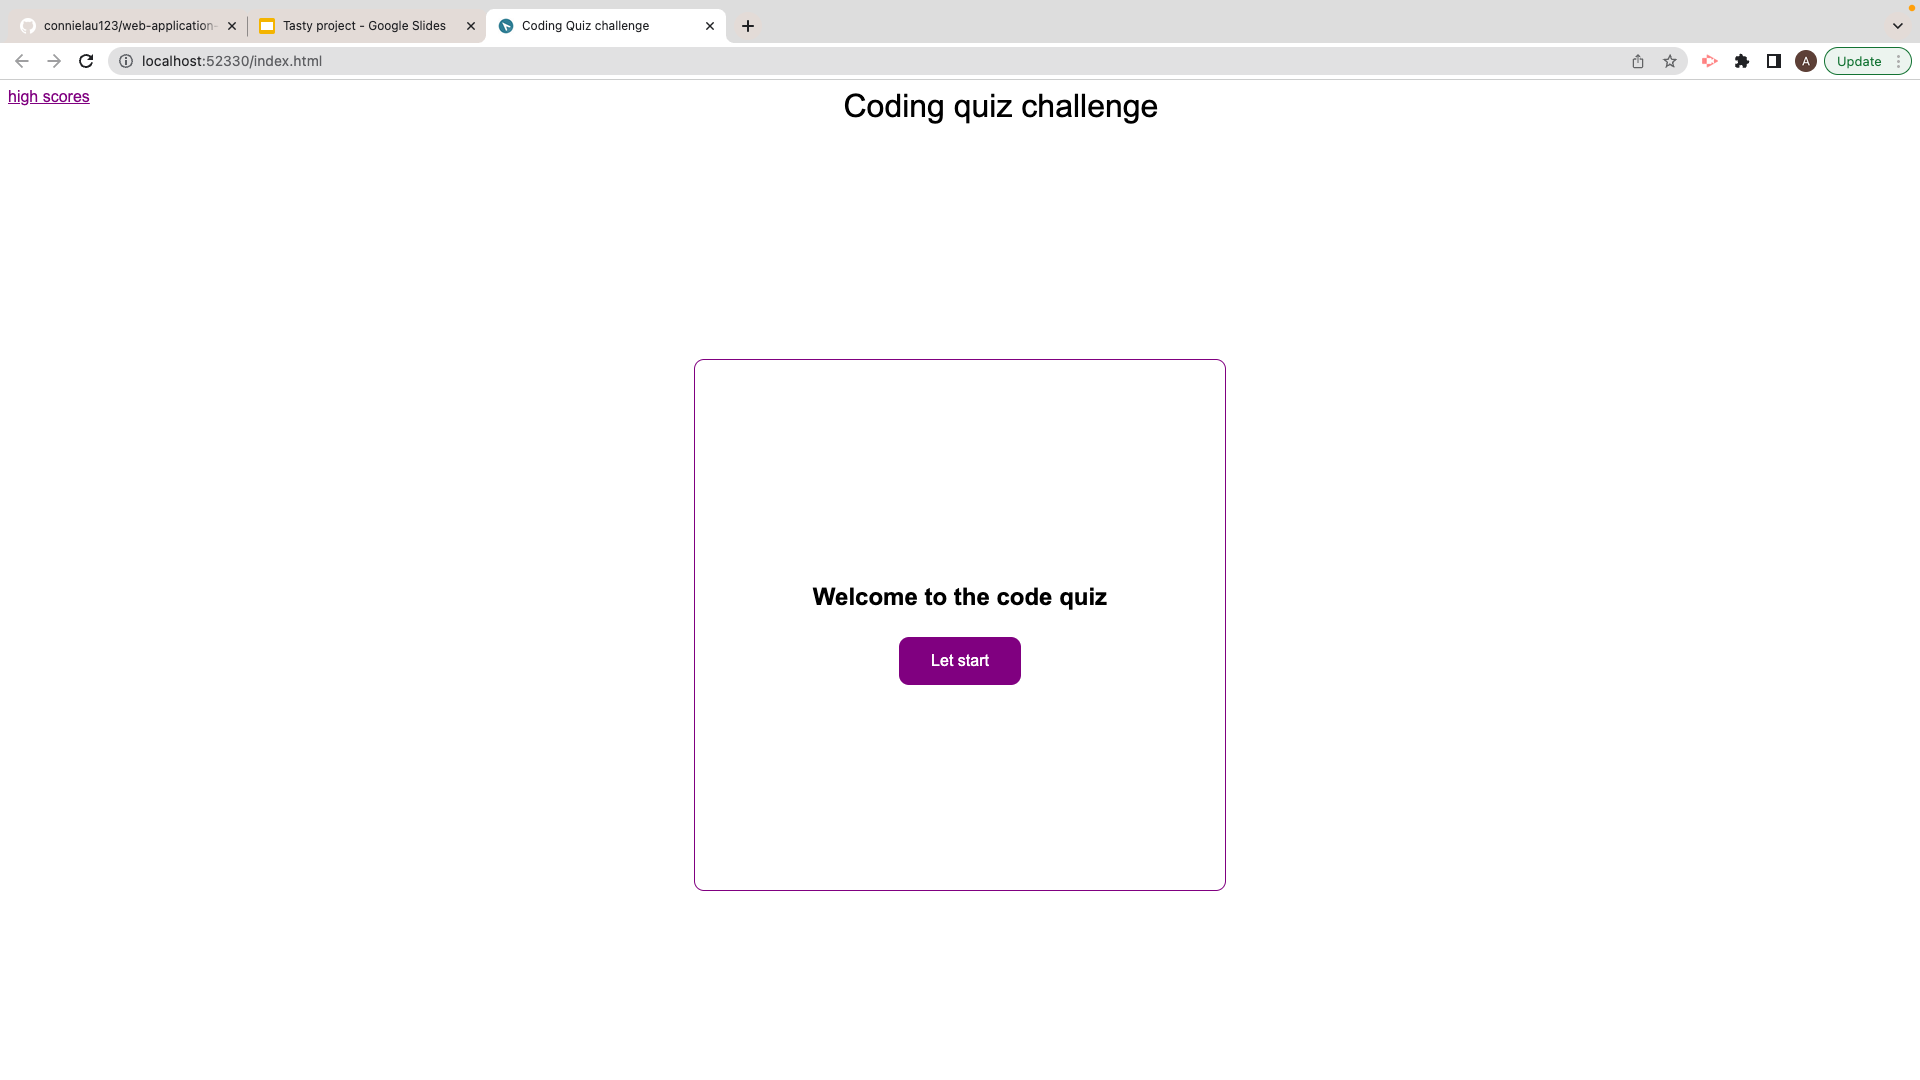 connielau123/web-application-
Tasty project - Google Slides
Coding Quiz challenge
localhost:52330/index.html
A
Update
high scores
Coding quiz challenge
Welcome to the code quiz
Let start